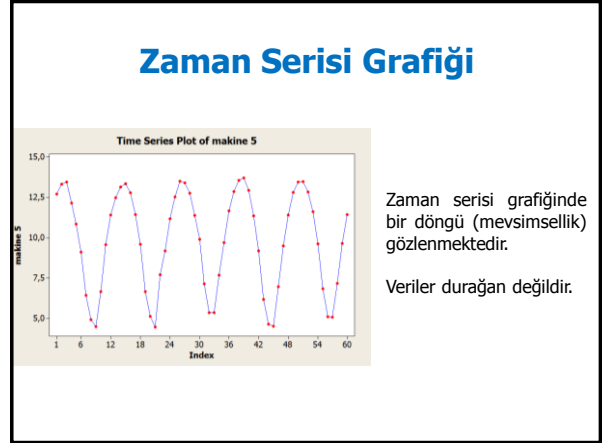 Zaman Serisi Grafiği
Time Series Plot of makine 5
15,0
12,5
10,0
7,5
5,0
makine 5
1 6 12 18 24 30 36 42 48 54 60
Index
Zaman serisi grafiğinde
bir döngü (mevsimsellik)
gözlenmektedir.
Veriler durağan değildir.